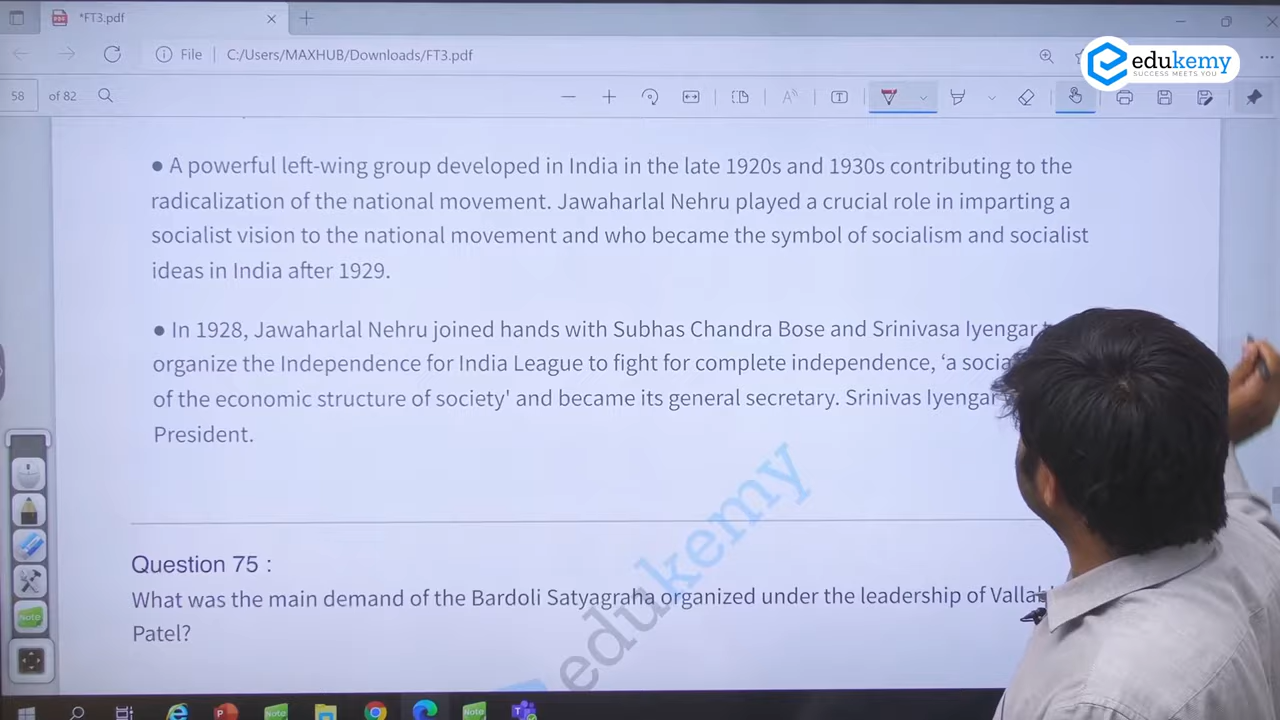 *FT3.pdf
File C:/Users/MAXHUB/Downloads/FT3.pdf
edukemy
SUCCESS MEETS YOU
58 of 82
● A powerful left-wing group developed in India in the late 1920s and 1930s contributing to the
radicalization of the national movement. Jawaharlal Nehru played a crucial role in imparting a
socialist vision to the national movement and who became the symbol of socialism and socialist
ideas in India after 1929.
● In 1928, Jawaharlal Nehru joined hands with Subhas Chandra Bose and Srinivasa Iyengar
organize the Independence for India League to fight for complete independence, ‘a
of the economic structure of society' and became its general secretary. Srinivas Iyengar
President.
edukemy
Question 75 :
What was the main demand of the Bardoli Satyagraha organized under the leadership of
Patel?
Note
Note